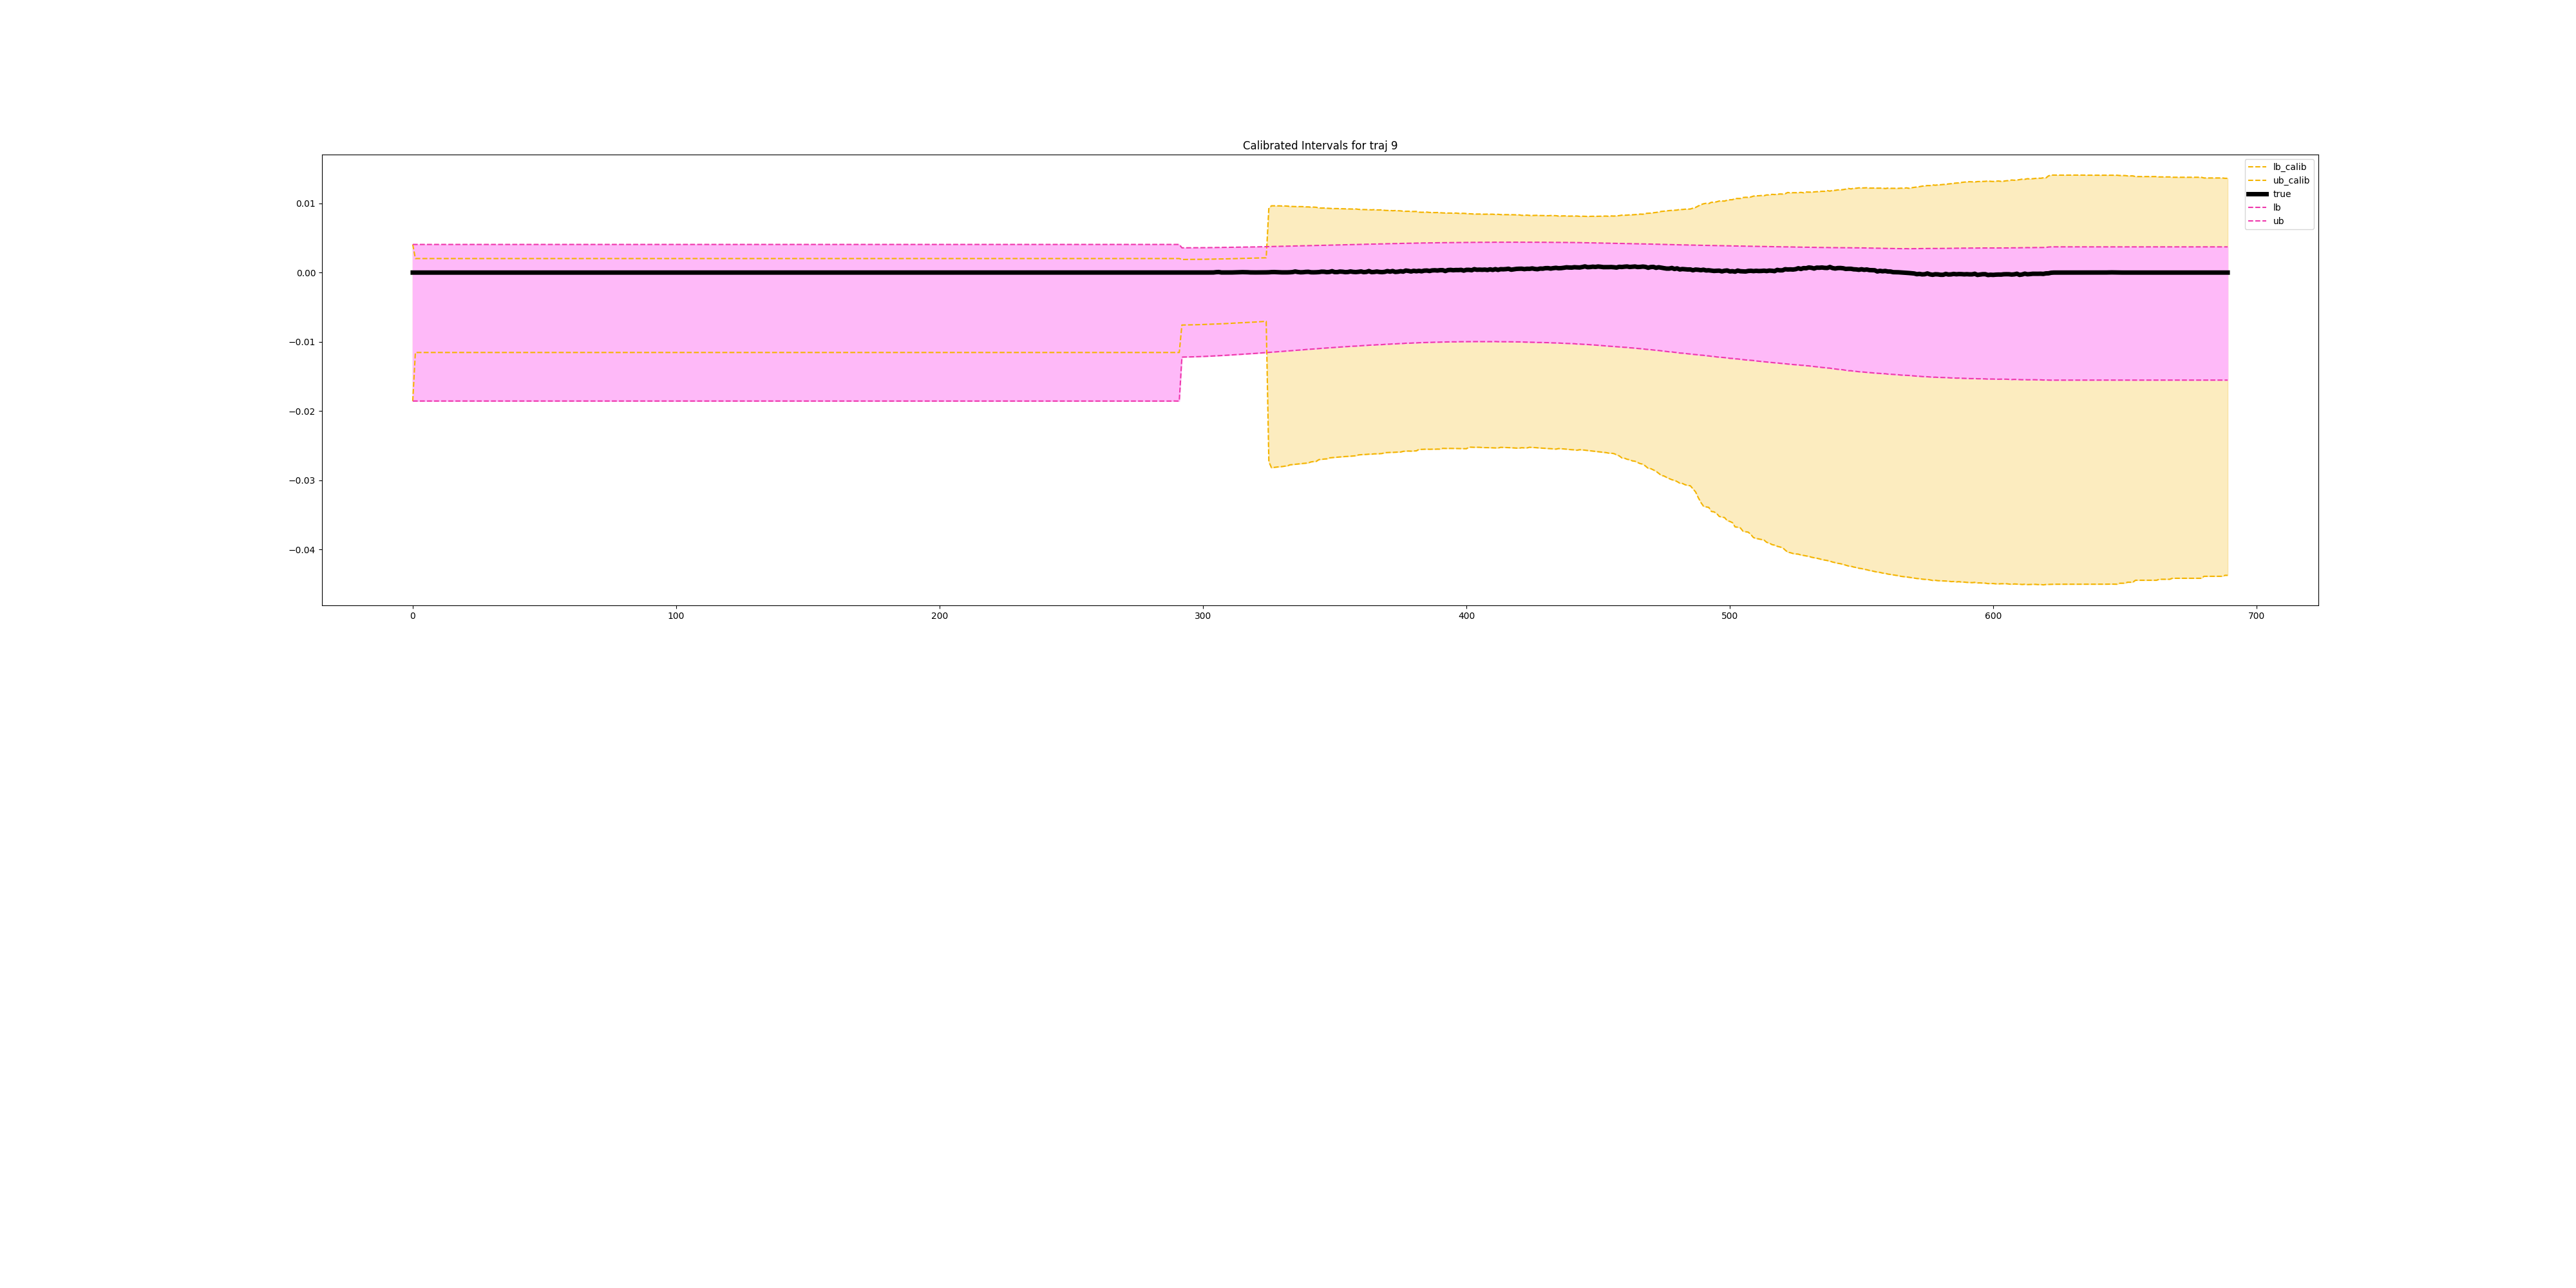 Calibrated Intervals for traj 9
lb_calib
ub_calib
true
lb
ub
0.01
0.00
−0.01
−0.02
−0.03
−0.04
0 100 200 300 400 500 600 700